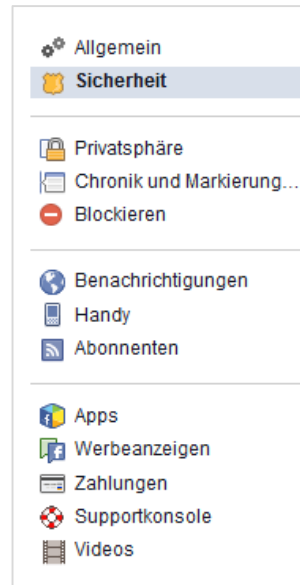 Allgemein
Sicherheit
Privatsphäre
Chronik und Markierung...
Blockieren
Benachrichtigungen
Handy
Abonnenten
Apps
Werbeanzeigen
Zahlungen
Supportkonsole
Videos